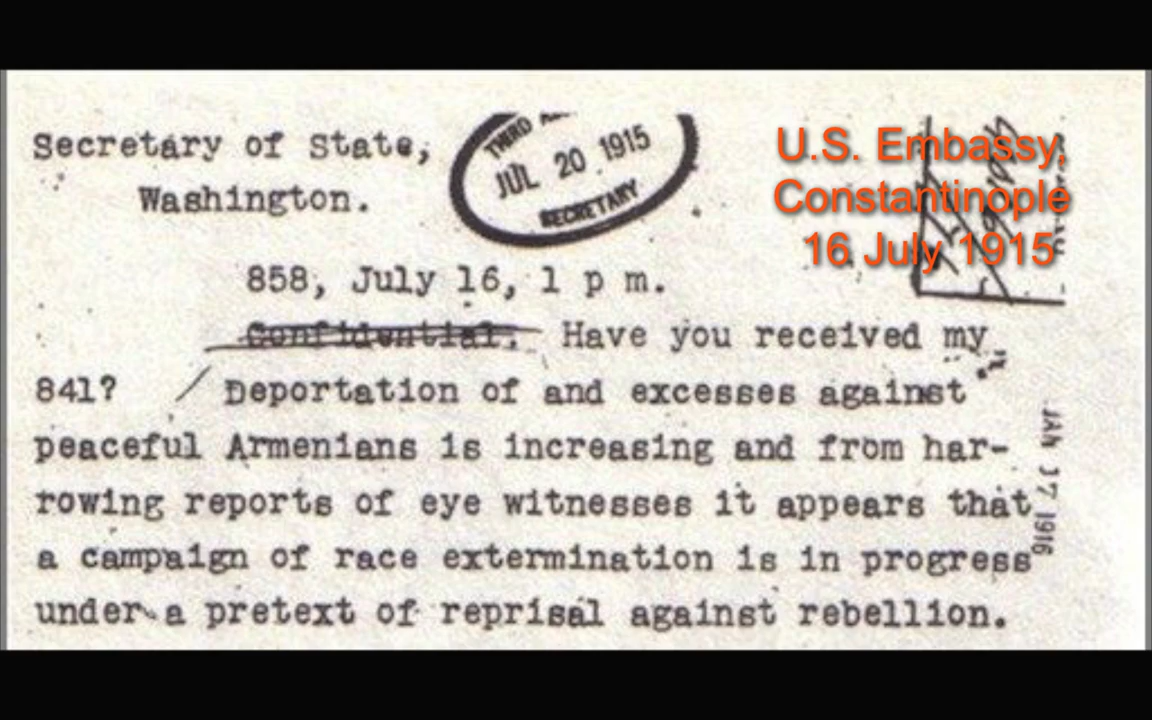 Secretary of State,
Washington.
THIRD
JUL 20 1915
SECRETARY
U.S. Embassy,
Constantinople
16 July 1915
858, July 16, 1 p m.
Confidential. Have you received my
841? Deportation of and excesses against
peaceful Armenians is increasing and from har-
rowing reports of eye witnesses it appears that
a campaign of race extermination is in progress
under a pretext of reprisal against rebellion.
JAN 1916